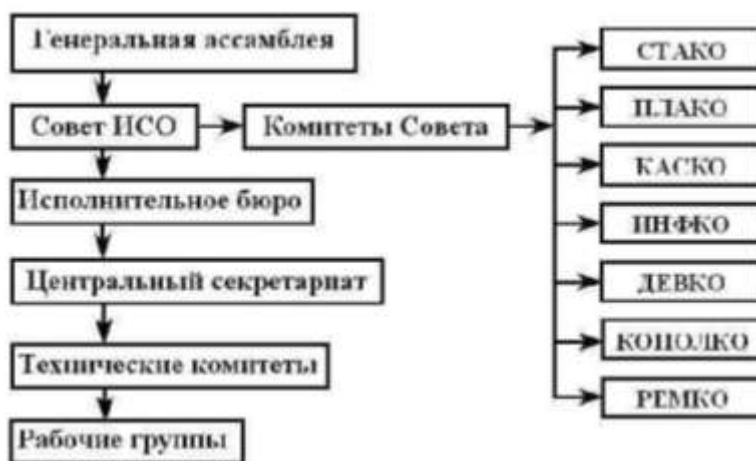 Генеральная ассамблея
Совет ИСО
Комитеты Совета
Исполнительное бюро
Центральный секретариат
Технические комитеты
Рабочие группы
СТАКО
ПЛАКО
КАСКО
ИНФКО
ДЕВКО
КОПОЛКО
РЕМКО